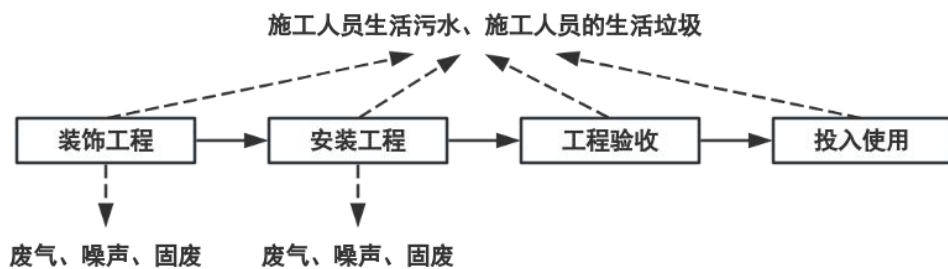 施工人员生活污水、施工人员的生活垃圾
装饰工程
安装工程
工程验收
投入使用
废气、噪声、固废
废气、噪声、固废